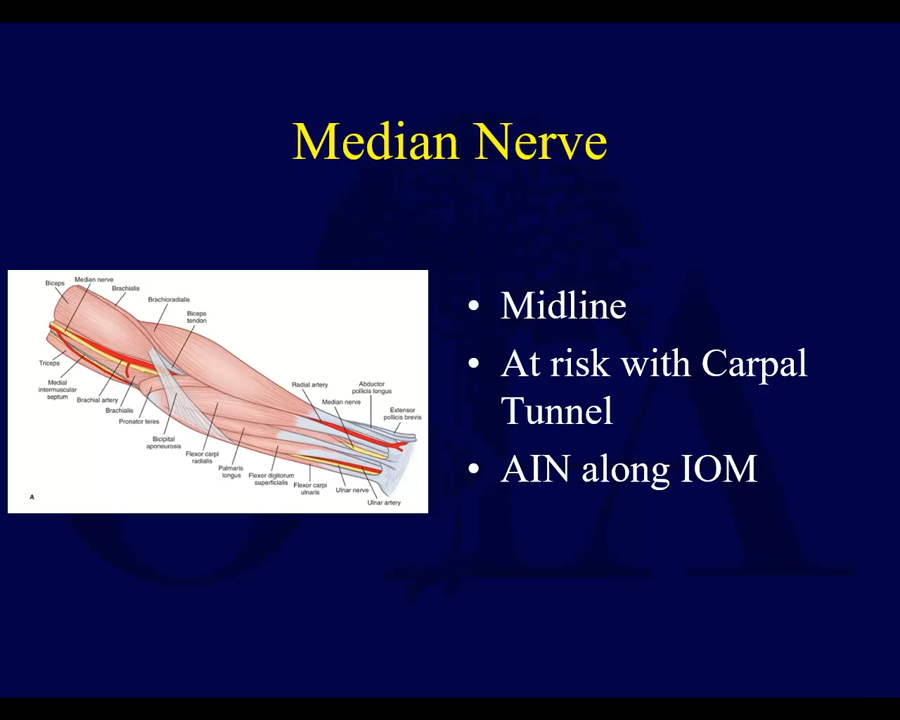 Median Nerve
Biceps
Median nerve
Brachialis
Brachioradialis
Biceps
tendon
Triceps
Medial
intermuscular
septum
Brachial artery
Brachialis
Pronator teres
Bicipital
aponeurosis
Flexor carpi
radialis
Palmaris
longus
Flexor digitorum
superficialis
Flexor carpi
ulnaris
Ulnar nerve
Ulnar artery
Radial artery
Median nerve
Abductor
pollicis longus
Extensor
pollicis brevis
A
• Midline
• At risk with Carpal
Tunnel
• AIN along IOM
OTA